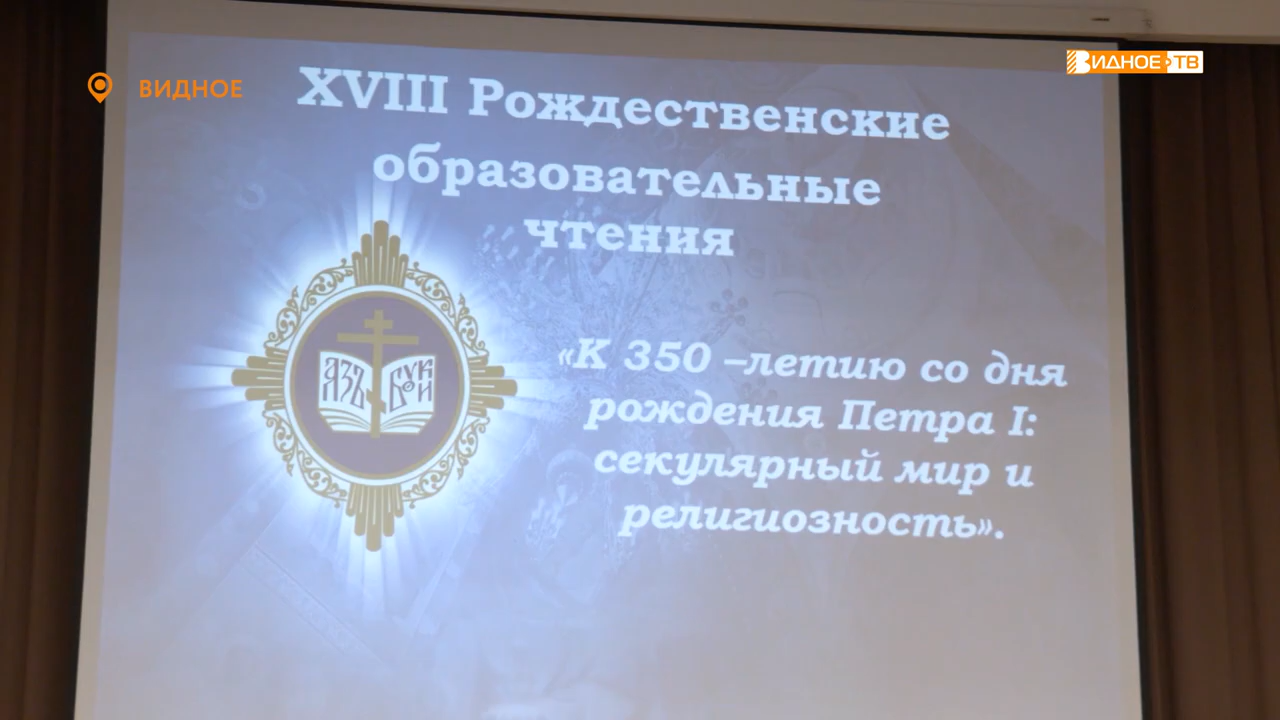 ВИДНОЕ
ВИДНОЕ ТВ
XVIII Рождественские
образовательные
чтения
АЗЪ БУКИ
«К 350 –летию со дня
рождения Петра I:
секулярный мир и
религиозность».